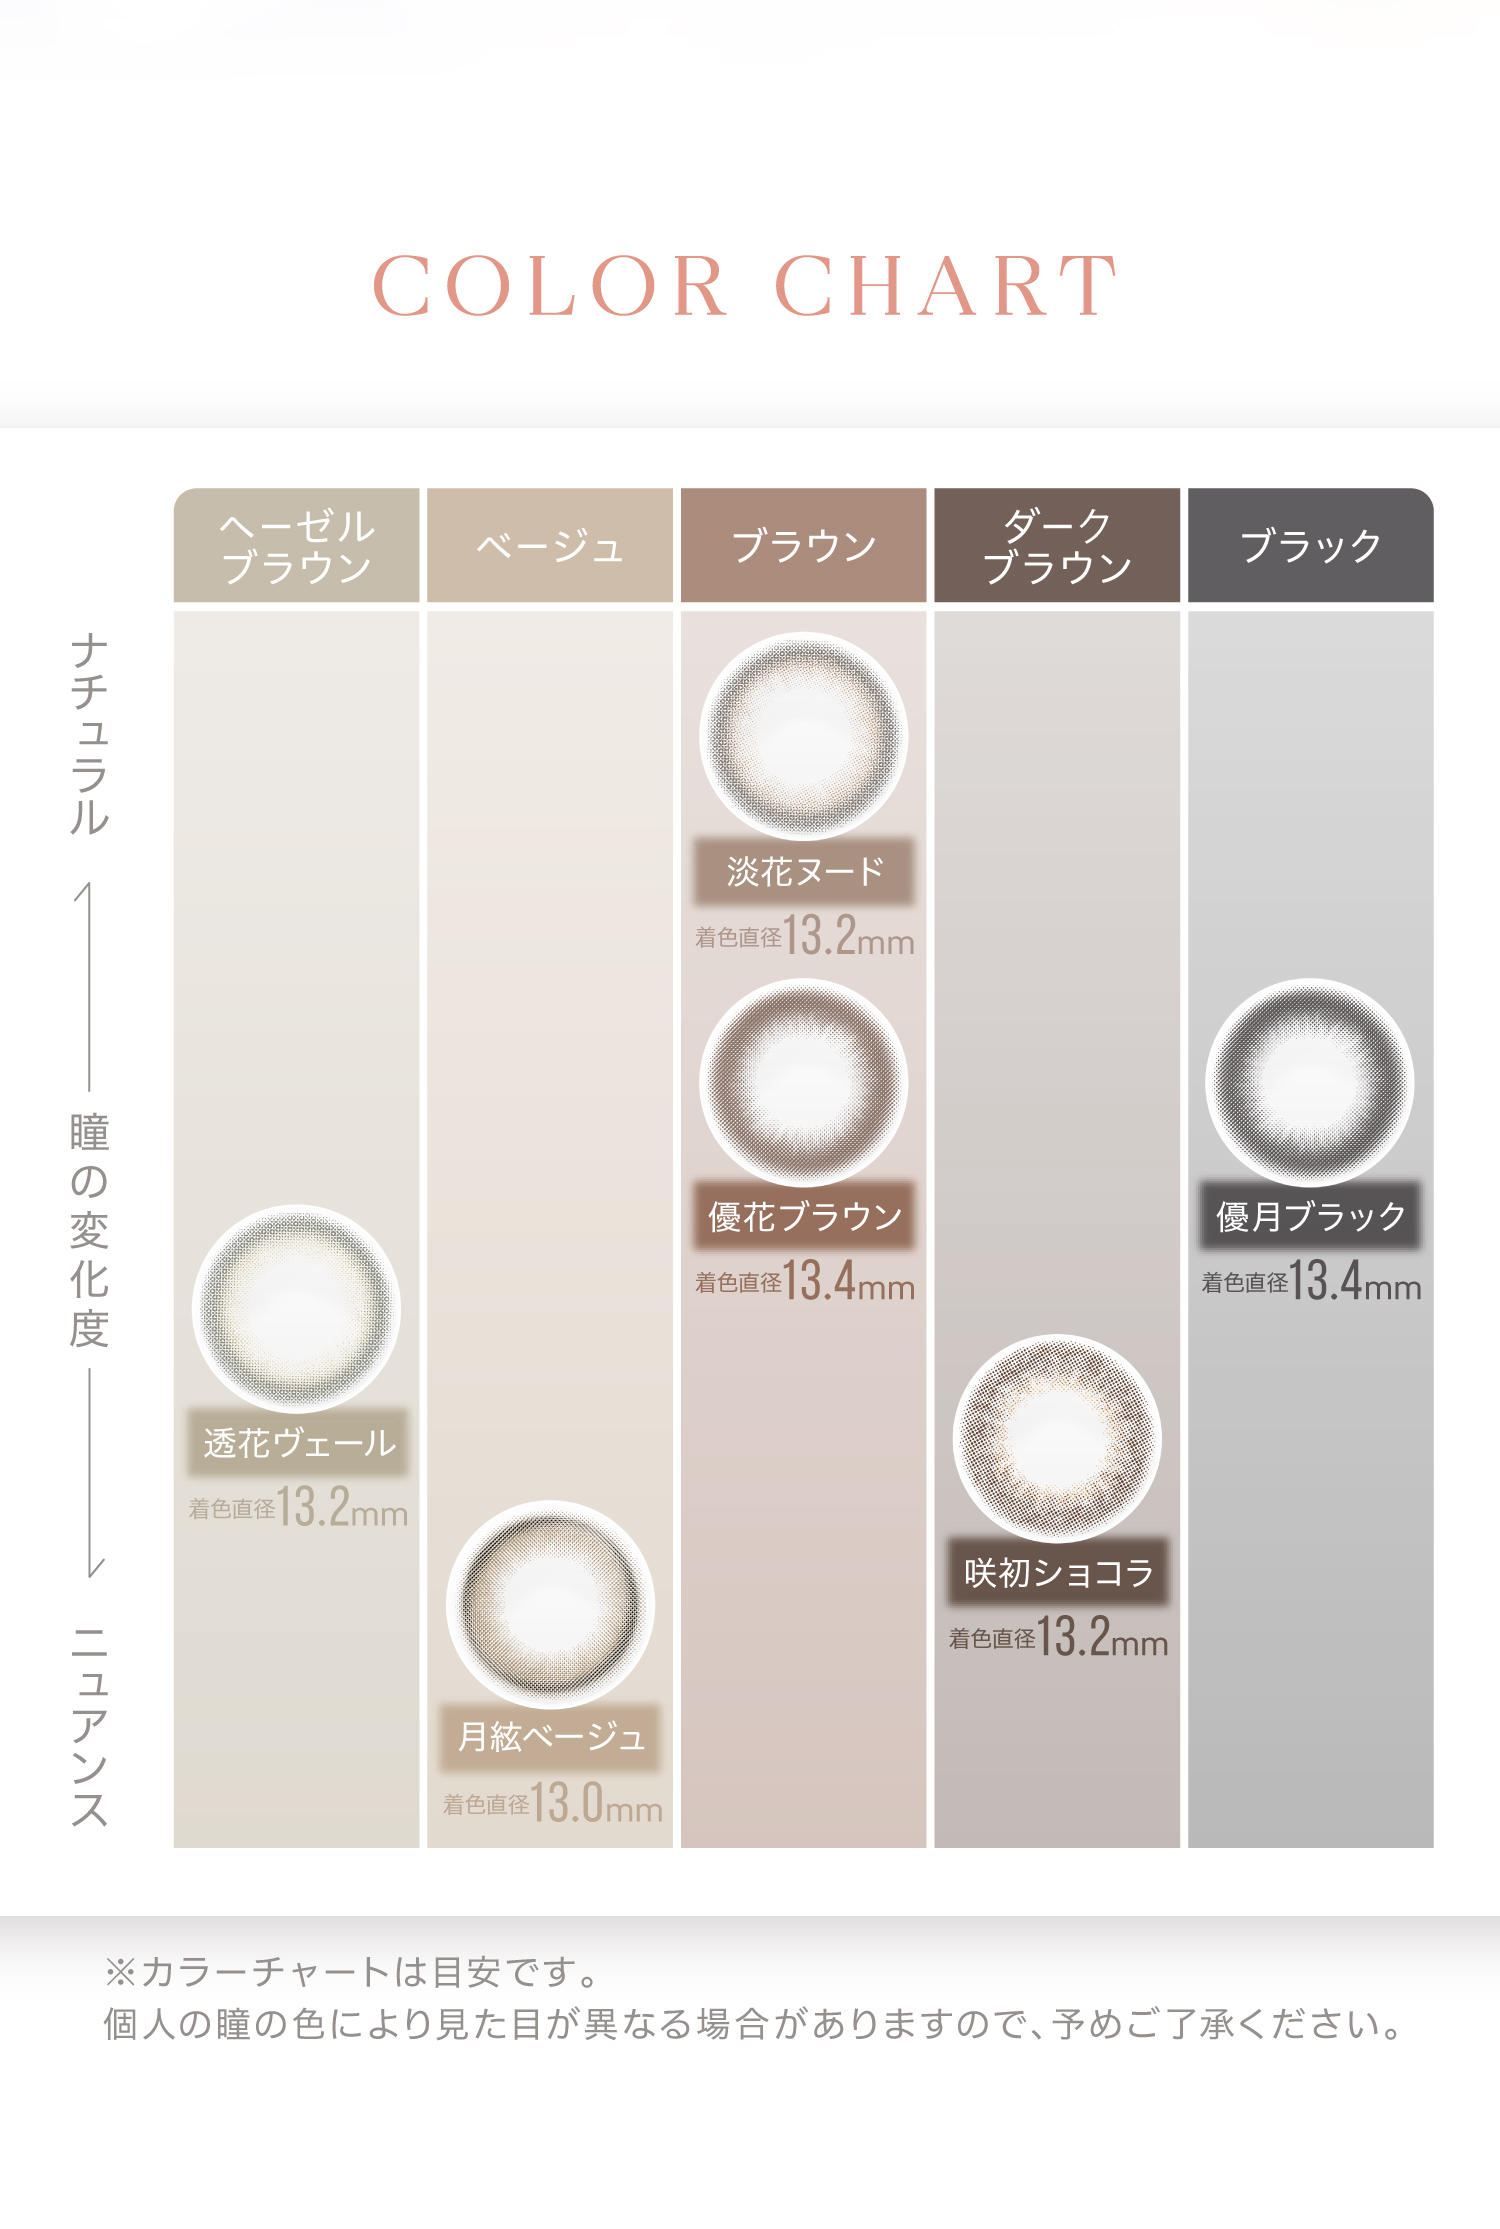 COLOR CHART
ヘーゼル
ブラウン
ベージュ
ブラウン
ダーク
ブラウン
ブラック
ナチュラル
瞳の変化度
ニュアンス
淡花ヌード
着色直径13.2mm
優花ブラウン
着色直径13.4mm
優月ブラック
着色直径13.4mm
透花ヴェール
着色直径13.2mm
咲初ショコラ
着色直径13.2mm
月絃ベージュ
着色直径13.0mm
※カラーチャートは目安です。
個人の瞳の色により見た目が異なる場合がありますので、予めご了承ください。